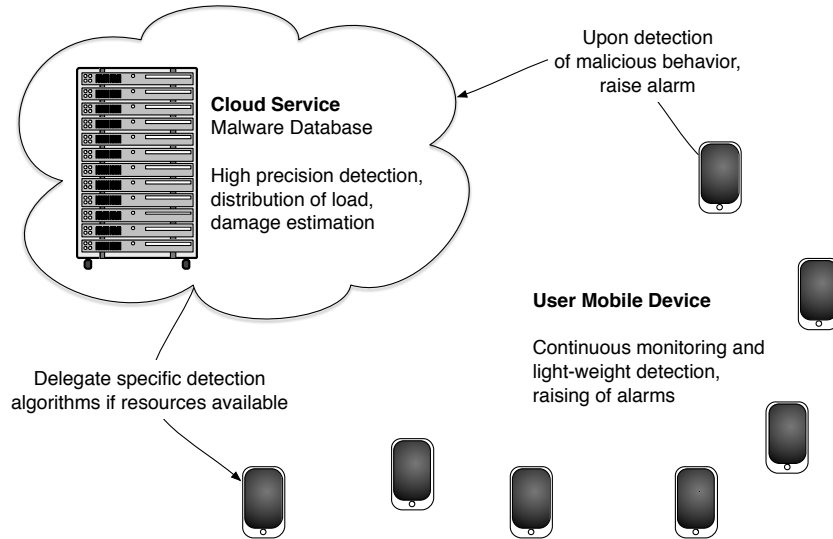 Cloud Service
Malware Database
High precision detection,
distribution of load,
damage estimation
Upon detection
of malicious behavior,
raise alarm
User Mobile Device
Continuous monitoring and
light-weight detection,
raising of alarms
Delegate specific detection
algorithms if resources available